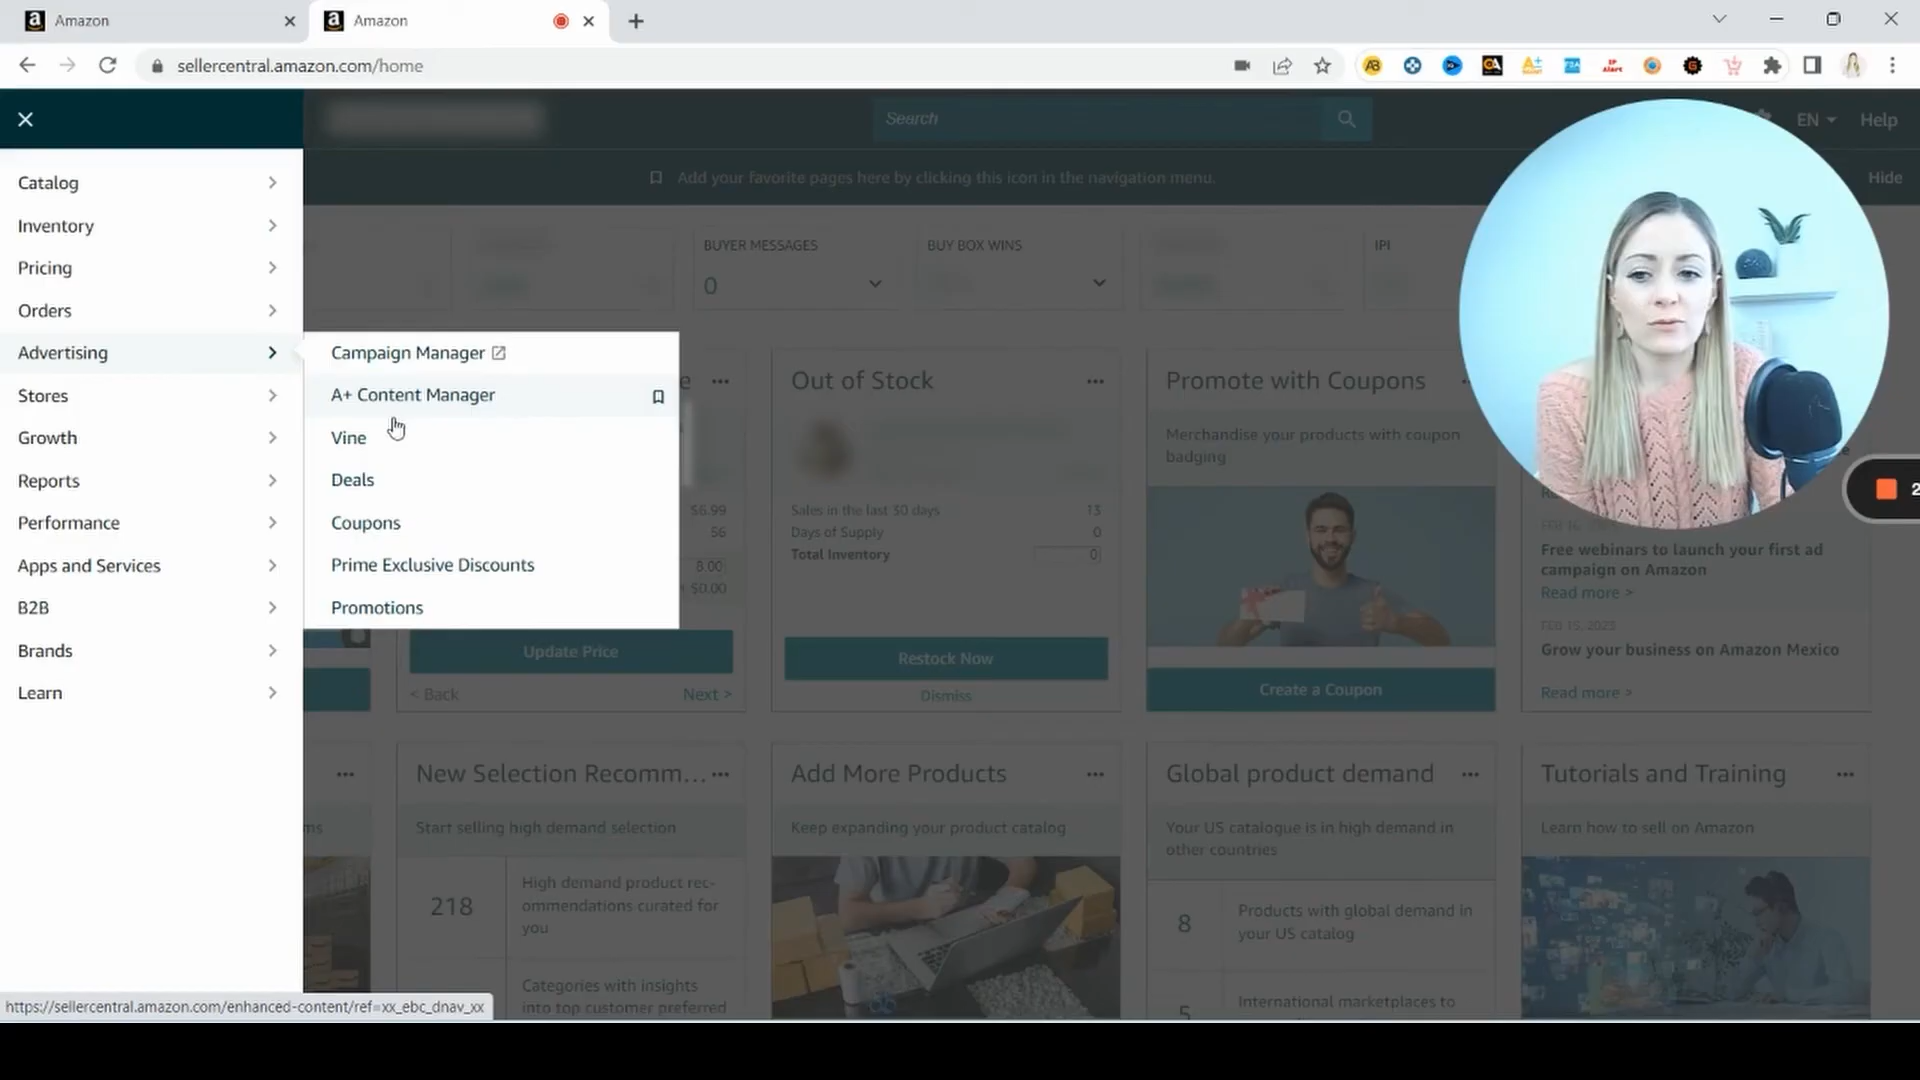 Amazon
Amazon
sellercentral.amazon.com/home
Search
EN
Help
Add your favorite pages here by clicking this icon in the navigation menu.
Hide
Catalog
Inventory
Pricing
Orders
Advertising
Stores
Growth
Reports
Performance
Apps and Services
B2B
Brands
Learn
Campaign Manager
A+ Content Manager
Vine
Deals
Coupons
Prime Exclusive Discounts
Promotions
BUYER MESSAGES
0
BUY BOX WINS
IPI
$6.99
56
8.00
$0.00
Update Price
< Back
Next >
Out of Stock
Sales in the last 30 days
13
Days of Supply
0
Total Inventory
0
Restock Now
Dismiss
Promote with Coupons
Merchandise your products with coupon
badging
Create a Coupon
Free webinars to launch your first ad
campaign on Amazon
Read more >
FEB 15, 2023
Grow your business on Amazon Mexico
Read more >
2
New Selection Recomm...
Start selling high demand selection
218
High demand product rec-
ommendations curated for
you
Categories with insights
into top customer preferred
Add More Products
Keep expanding your product catalog
Global product demand
Your US catalogue is in high demand in
other countries
8
Products with global demand in
your US catalog
5
International marketplaces to
Tutorials and Training
Learn how to sell on Amazon
https://sellercentral.amazon.com/enhanced-content/ref=xx_ebc_dnav_xx